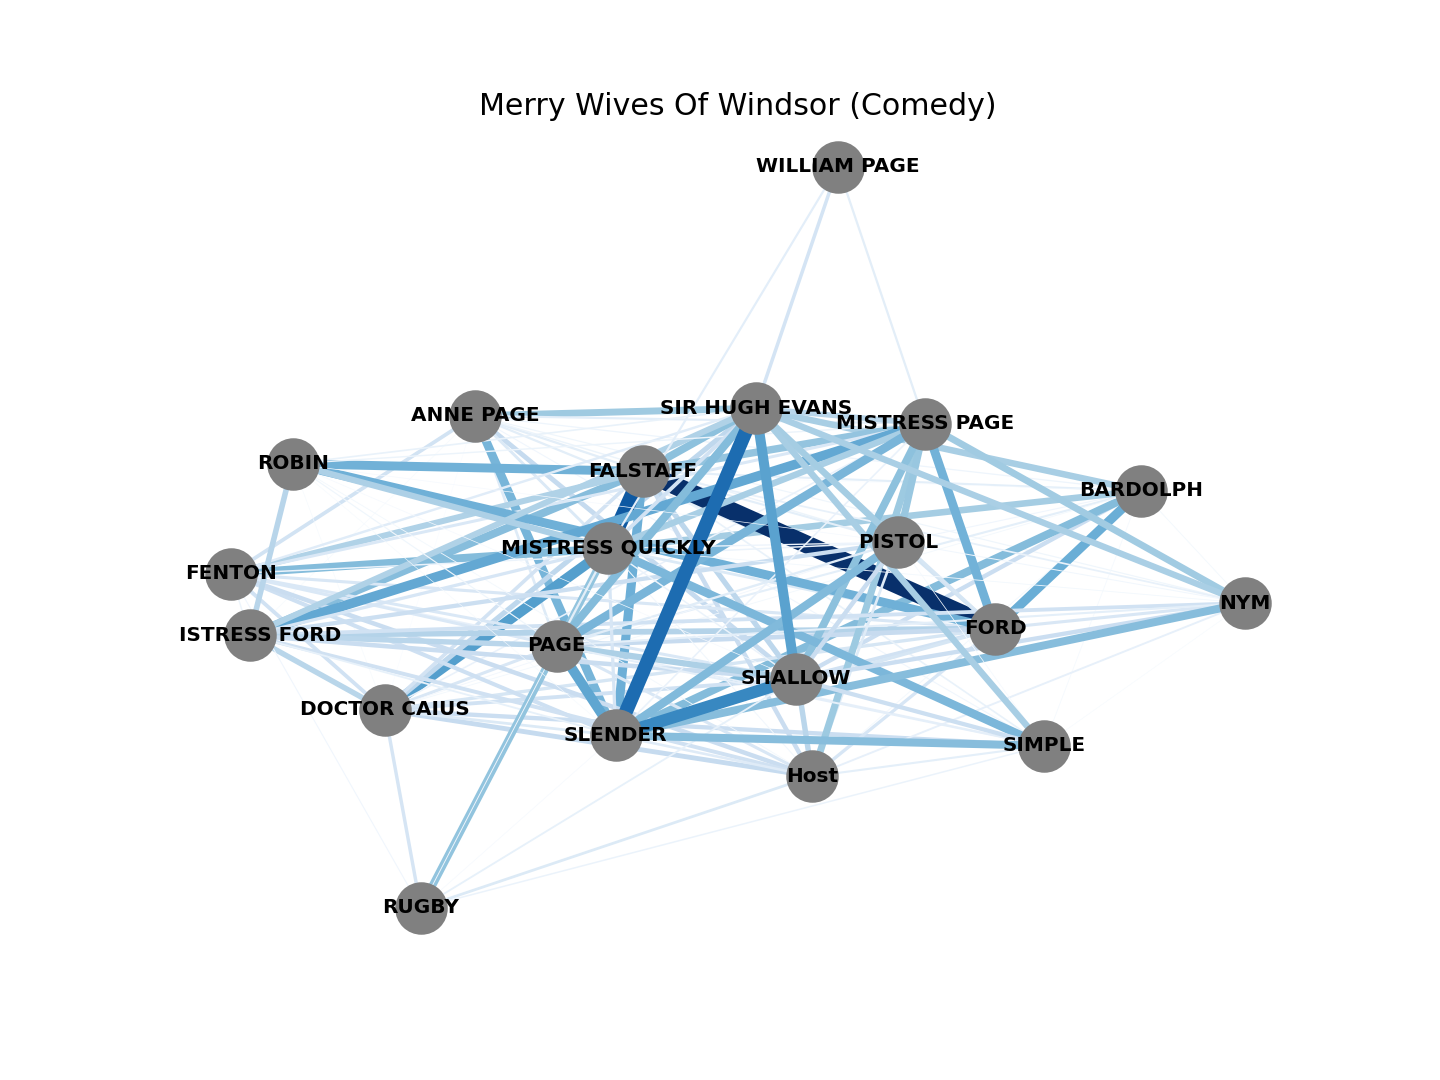 Merry Wives Of Windsor (Comedy)
WILLIAM PAGE
ANNE PAGE
SIR HUGH EVANS
MISTRESS PAGE
ROBIN
FALSTAFF
BARDOLPH
MISTRESS QUICKLY
PISTOL
FENTON
NYM
ISTRESS FORD
FORD
PAGE
SHALLOW
DOCTOR CAIUS
SLENDER
SIMPLE
Host
RUGBY